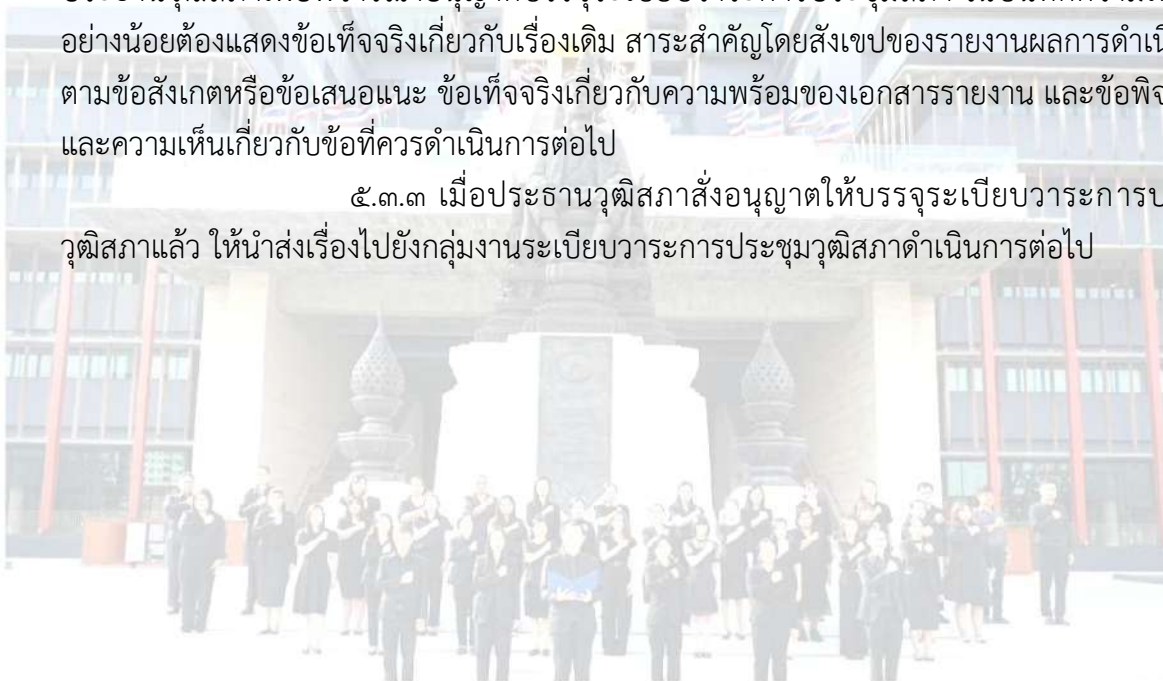 อย่างน้อยต้องแสดงข้อเท็จจริงเกี่ยวกับเรื่องเดิม สาระสำคัญโดยสังเขปของรายงานผลการดำเนิ
ตามข้อสังเกตหรือข้อเสนอแนะ ข้อเท็จจริงเกี่ยวกับความพร้อมของเอกสารรายงาน และข้อพิจ
และความเห็นเกี่ยวกับข้อที่ควรดำเนินการต่อไป
๕.๓.๓ เมื่อประธานวุฒิสภาสั่งอนุญาตให้บรรจุระเบียบวาระการป
วุฒิสภาแล้ว ให้นำส่งเรื่องไปยังกลุ่มงานระเบียบวาระการประชุมวุฒิสภาดำเนินการต่อไป